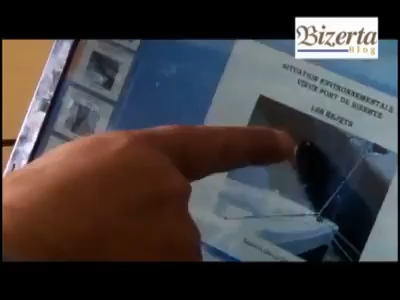 Bizerta
Blog
SITUATION ENVIRONNEMENTALE
VIEUX PORT DE BIZERTE
LES REJETS